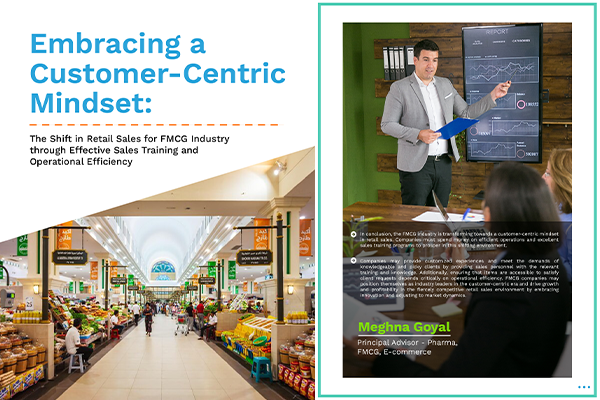 Embracing a
Customer-Centric
Mindset:
The Shift in Retail Sales for FMCG Industry
through Effective Sales Training and
Operational Efficiency
REPORT
In conclusion, the FMCG industry is transforming towards a customer-centric mindset
in retail sales. Companies must spend money on efficient operations and excellent
sales training programs to prosper in this shifting environment.
Companies may provide customized experiences and meet the demands of
knowledgeable and picky clients by providing sales personnel with the relevant
training and knowledge. Additionally, ensuring that items are accessible to satisfy
client requests depends critically on operational efficiency. FMCG companies may
position themselves as industry leaders in the customer-centric era and drive growth
and profitability in the fiercely competitive retail sales environment by embracing
innovation and adjusting to market dynamics.
Meghna Goyal
Principal Advisor - Pharma,
FMCG, E-commerce